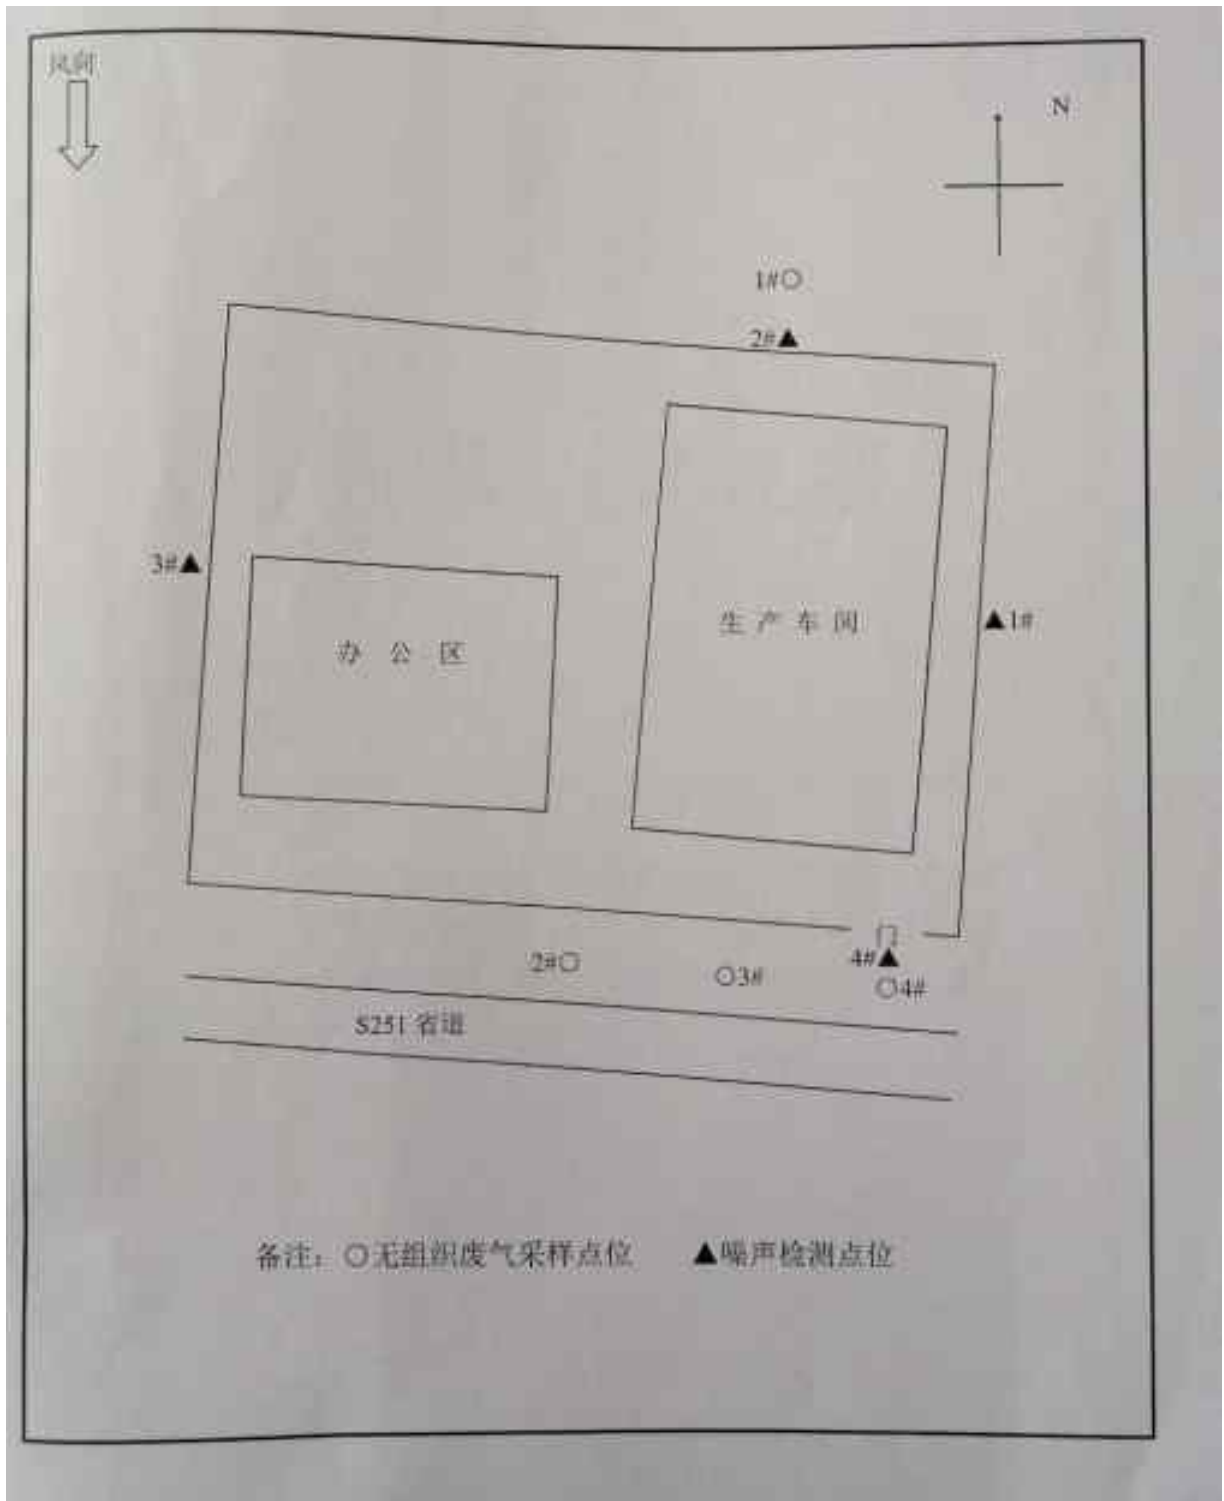 风向
N
1#○
2#▲
3#▲
办 公 区
生 产 车 间
▲1#
门
4#▲
2#○
○3#
○4#
S251 省道
备注：○无组织废气采样点位 ▲噪声检测点位